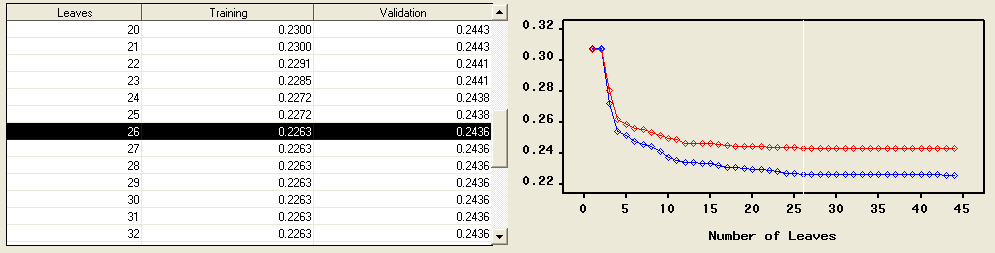 Leaves Training Validation
20 0.2300 0.2443
21 0.2300 0.2443
22 0.2291 0.2441
23 0.2285 0.2441
24 0.2272 0.2438
25 0.2272 0.2438
26 0.2263 0.2436
27 0.2263 0.2436
28 0.2263 0.2436
29 0.2263 0.2436
30 0.2263 0.2436
31 0.2263 0.2436
32 0.2263 0.2436
0.32
0.30
0.28
0.26
0.24
0.22
0 5 10 15 20 25 30 35 40 45
Number of Leaves